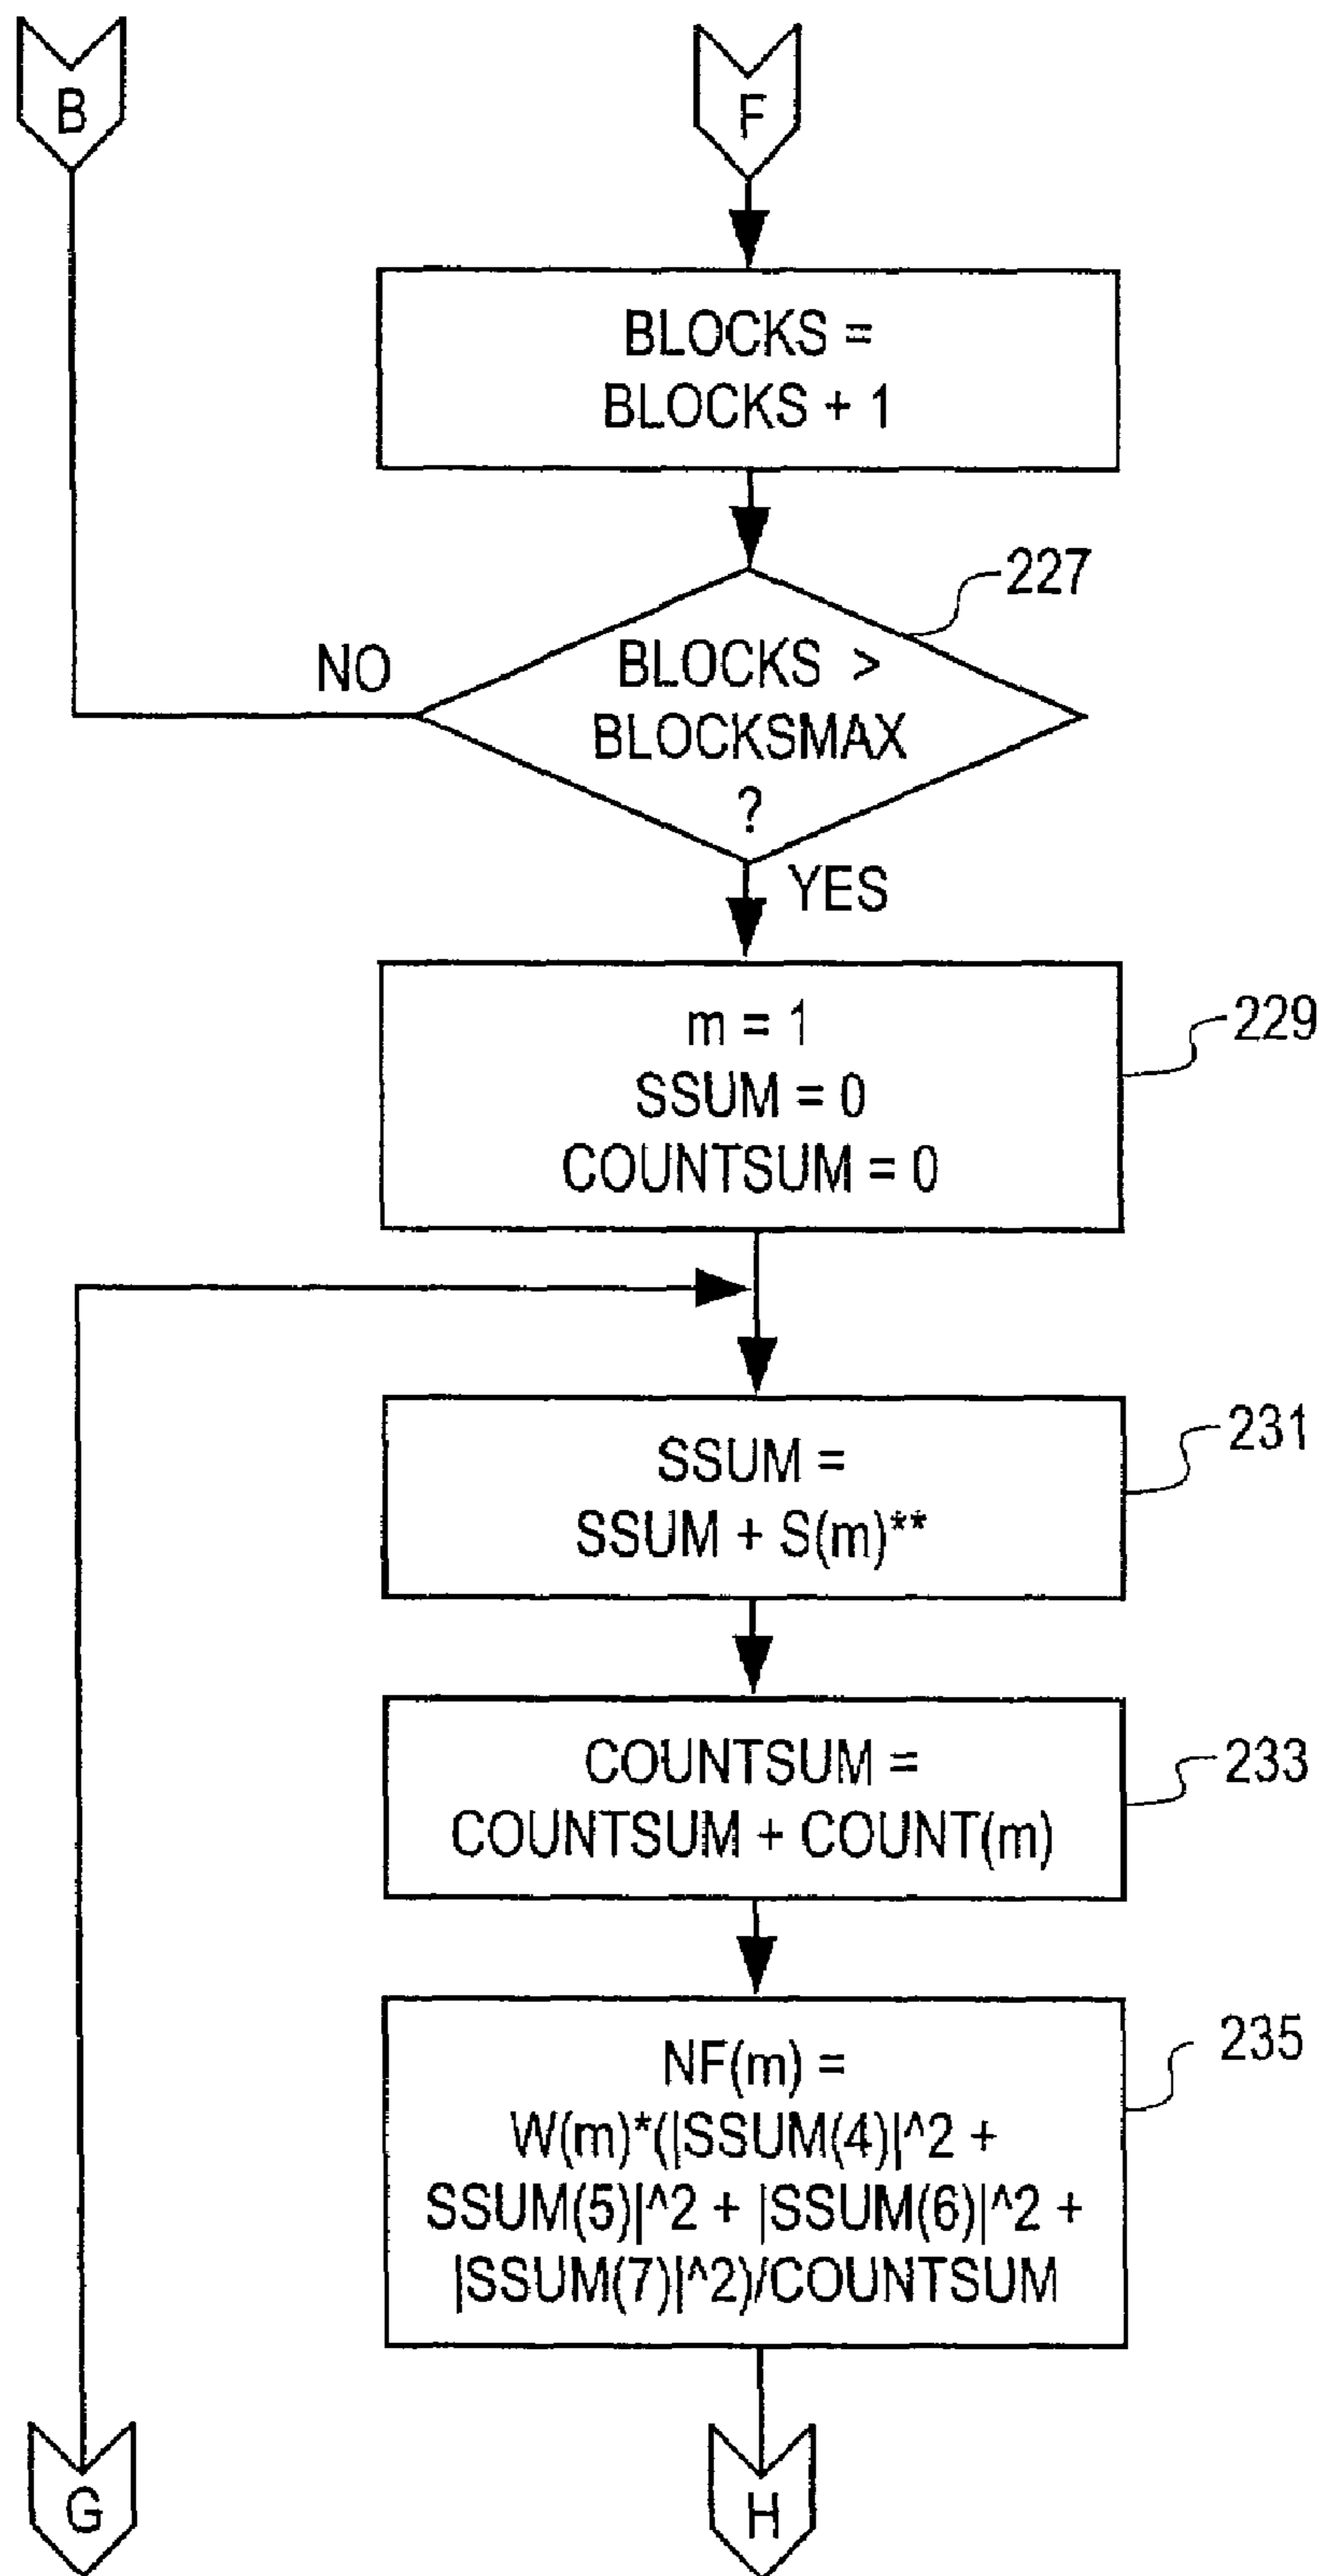 B
F
BLOCKS =
BLOCKS + 1
227
NO
BLOCKS >
BLOCKSMAX
?
YES
229
m = 1
SSUM = 0
COUNTSUM = 0
231
SSUM =
SSUM + S(m)**
233
COUNTSUM =
COUNTSUM + COUNT(m)
235
NF(m) =
W(m)*(|SSUM(4)|^2 +
SSUM(5)|^2 + |SSUM(6)|^2 +
|SSUM(7)|^2)/COUNTSUM
G
H